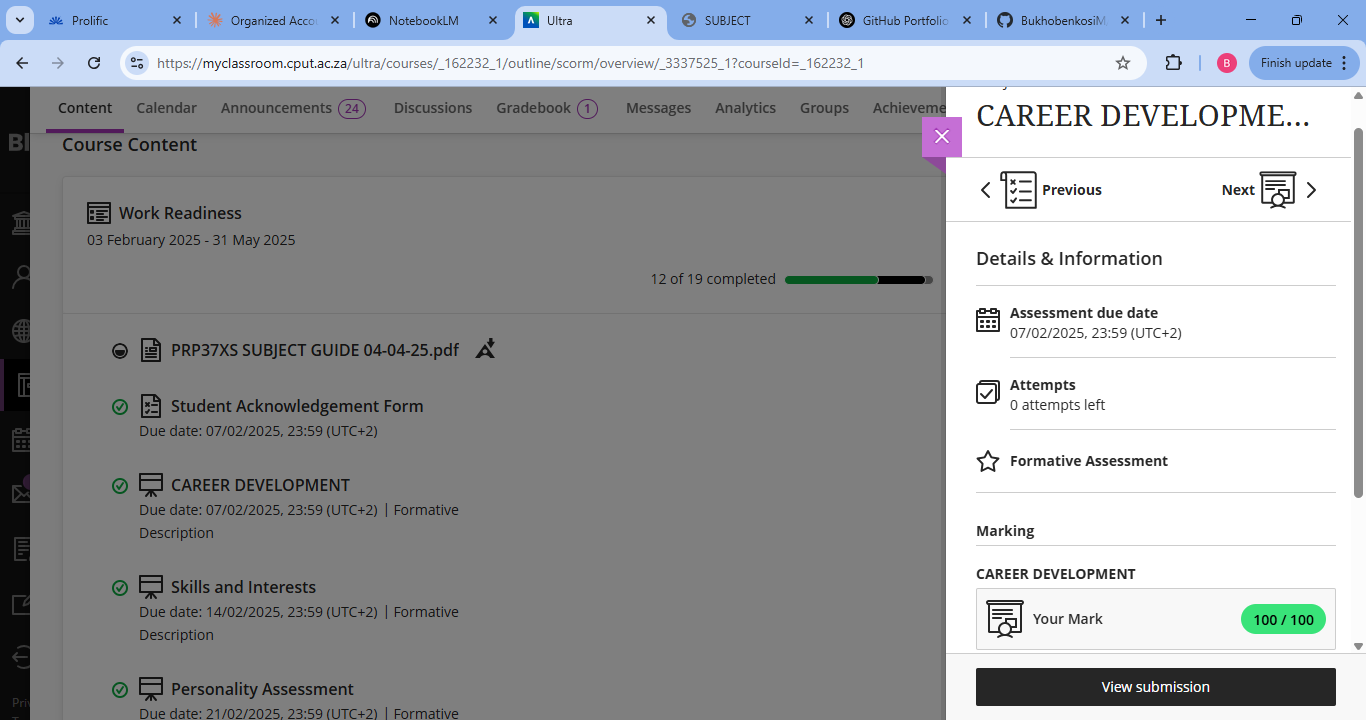 Prolific
Organized Acco
NotebookLM
Ultra
SUBJECT
GitHub Portfolio
BukhobenkosiM
https://myclassroom.cput.ac.za/ultra/courses/_162232_1/outline/scorm/overview/_3337525_1?courseId=_162232_1
B
Finish update
Content
Calendar
Announcements 24
Discussions
Gradebook 1
Messages
Analytics
Groups
Achieveme
Course Content
Work Readiness
03 February 2025 - 31 May 2025
12 of 19 completed
PRP37XS SUBJECT GUIDE 04-04-25.pdf
Student Acknowledgement Form
Due date: 07/02/2025, 23:59 (UTC+2)
CAREER DEVELOPMENT
Due date: 07/02/2025, 23:59 (UTC+2) | Formative
Description
Skills and Interests
Due date: 14/02/2025, 23:59 (UTC+2) | Formative
Description
Personality Assessment
Due date: 21/02/2025, 23:59 (UTC+2) | Formative
CAREER DEVELOPME...
Previous
Next
Details & Information
Assessment due date
07/02/2025, 23:59 (UTC+2)
Attempts
0 attempts left
Formative Assessment
Marking
CAREER DEVELOPMENT
Your Mark
100 / 100
View submission